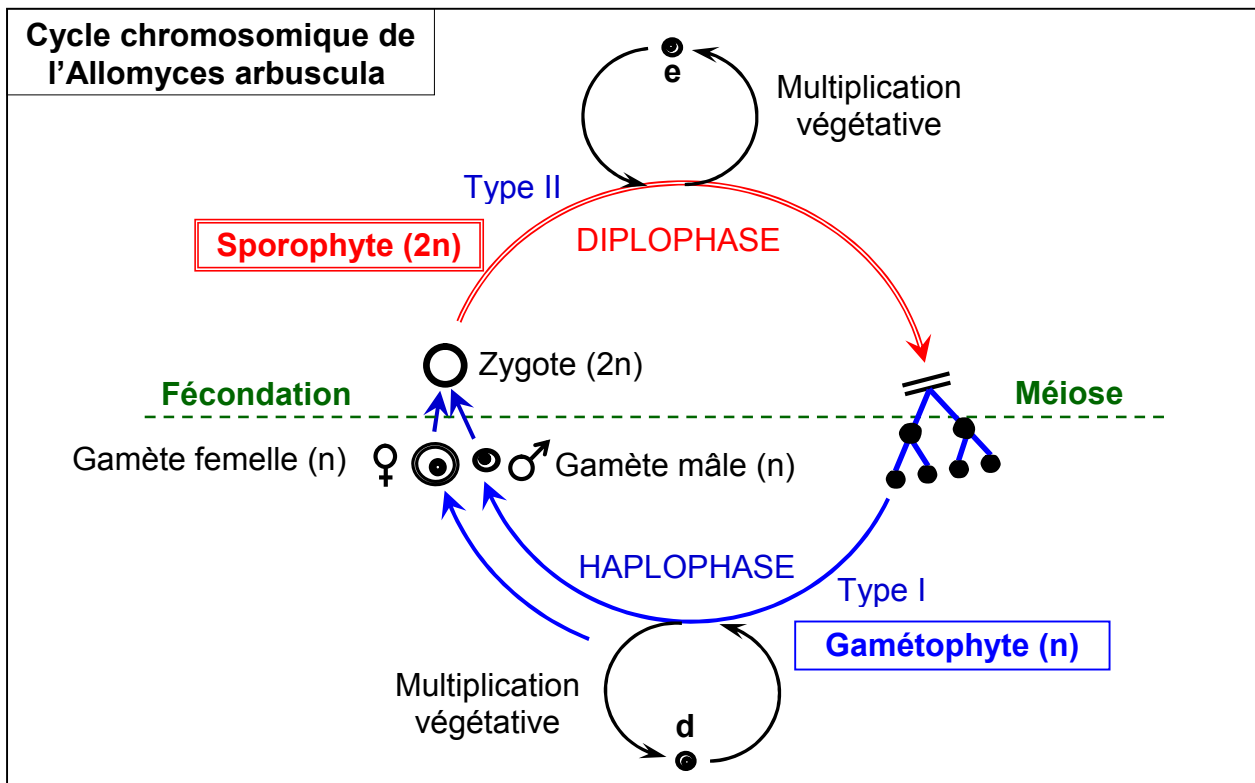 Cycle chromosomique de
l'Allomyces arbuscula
e
Multiplication
végétative
Type II
Sporophyte (2n)
DIPLOPHASE
Zygote (2n)
Fécondation
Méiose
Gamète femelle (n)
♀
♂
Gamète mâle (n)
HAPLOPHASE
Type I
Gamétophyte (n)
Multiplication
végétative
d